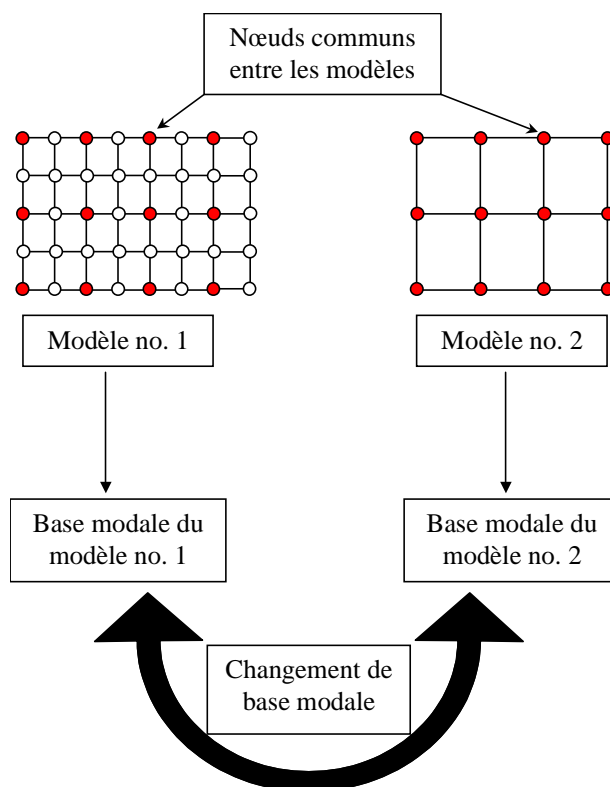 Nœuds communs
entre les modèles
Modèle no. 1
Modèle no. 2
Base modale du
modèle no. 1
Base modale du
modèle no. 2
Changement de
base modale